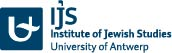 IJS
Institute of Jewish Studies
University of Antwerp